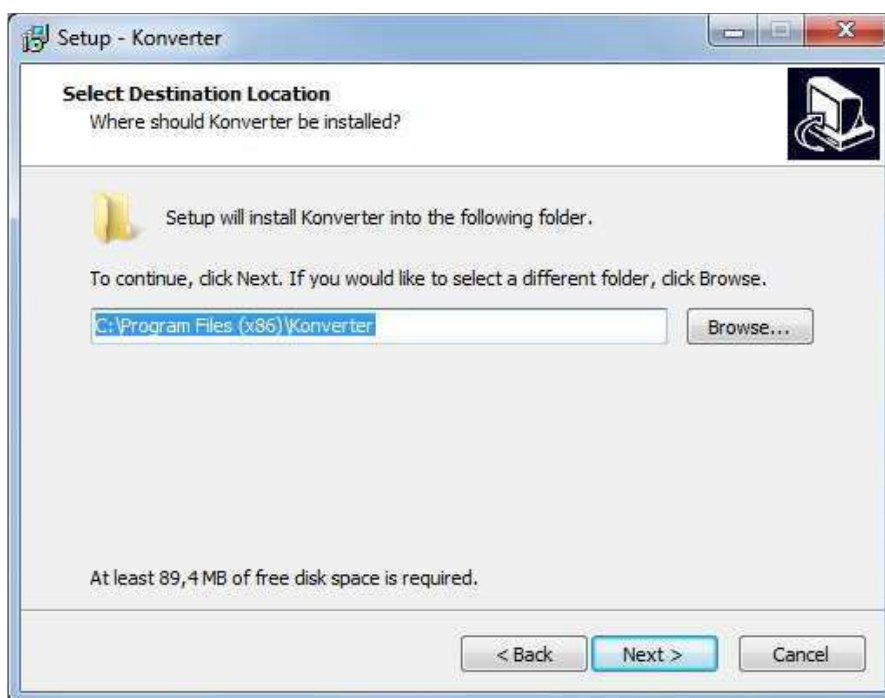 Setup - Konverter
Select Destination Location
Where should Konverter be installed?
Setup will install Konverter into the following folder.
To continue, click Next. If you would like to select a different folder, click Browse.
C:\Program Files (x86)\Konverter
Browse...
At least 89,4 MB of free disk space is required.
< Back Next > Cancel